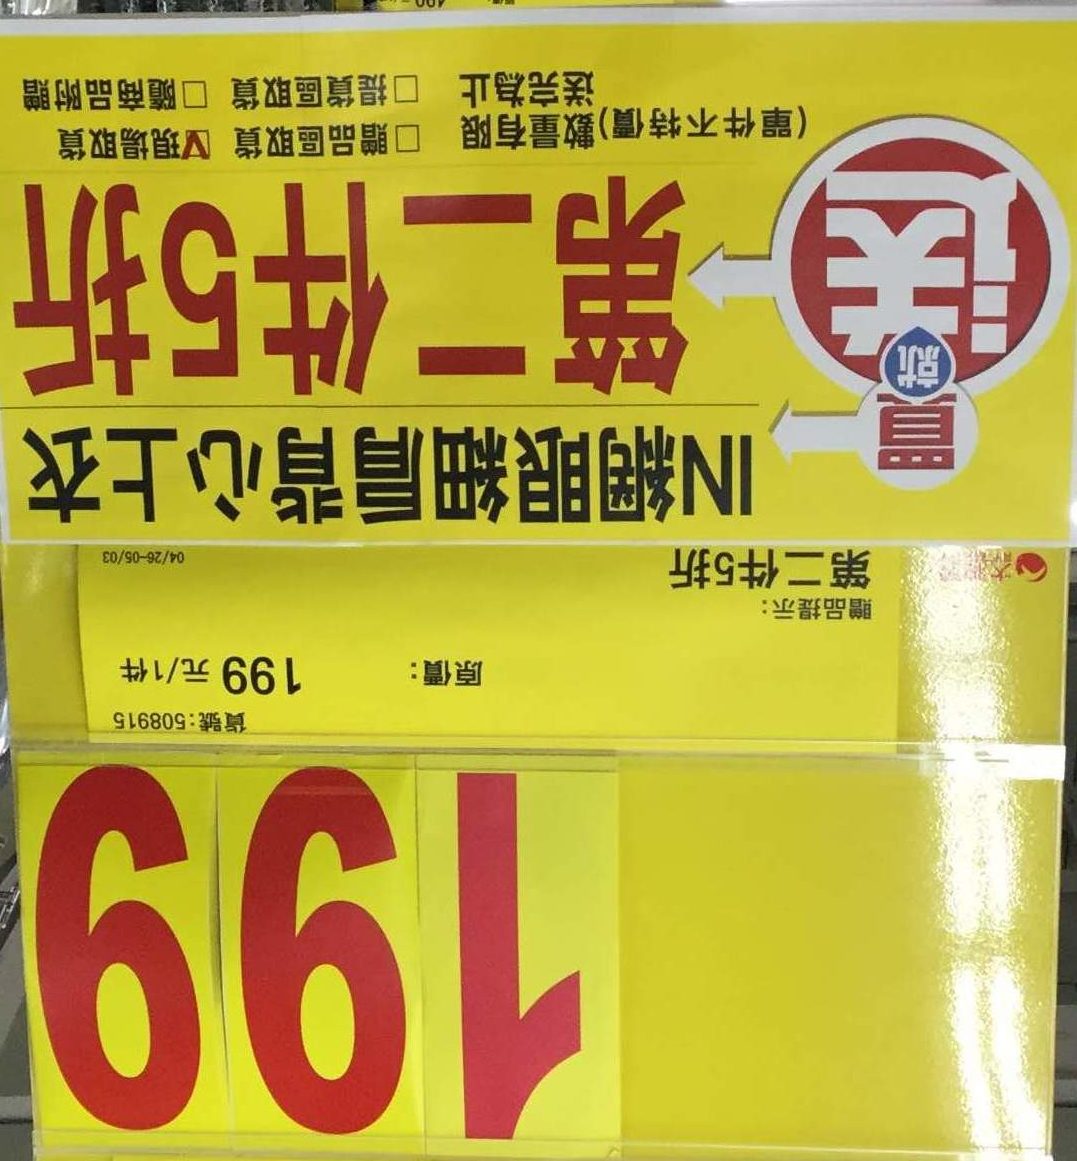 199
貨號:508915
原價: 199 元/1件
贈品提示:
第二件5折
04/26-05/03
買就送
IN網眼細肩背心上衣
第二件5折
(單件不特價)數量有限 □贈品區取貨 ☑現場取貨
送完為止 □提貨區取貨 □隨商品附贈